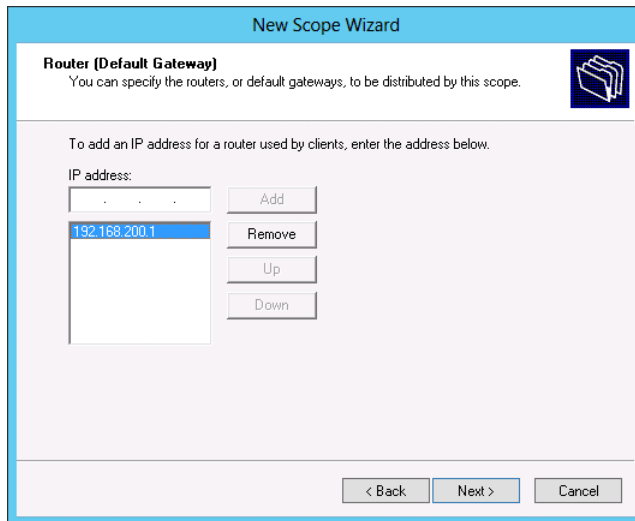 New Scope Wizard
Router (Default Gateway)
You can specify the routers, or default gateways, to be distributed by this scope.
To add an IP address for a router used by clients, enter the address below.
IP address:
. . .
Add
192.168.200.1
Remove
Up
Down
< Back
Next >
Cancel